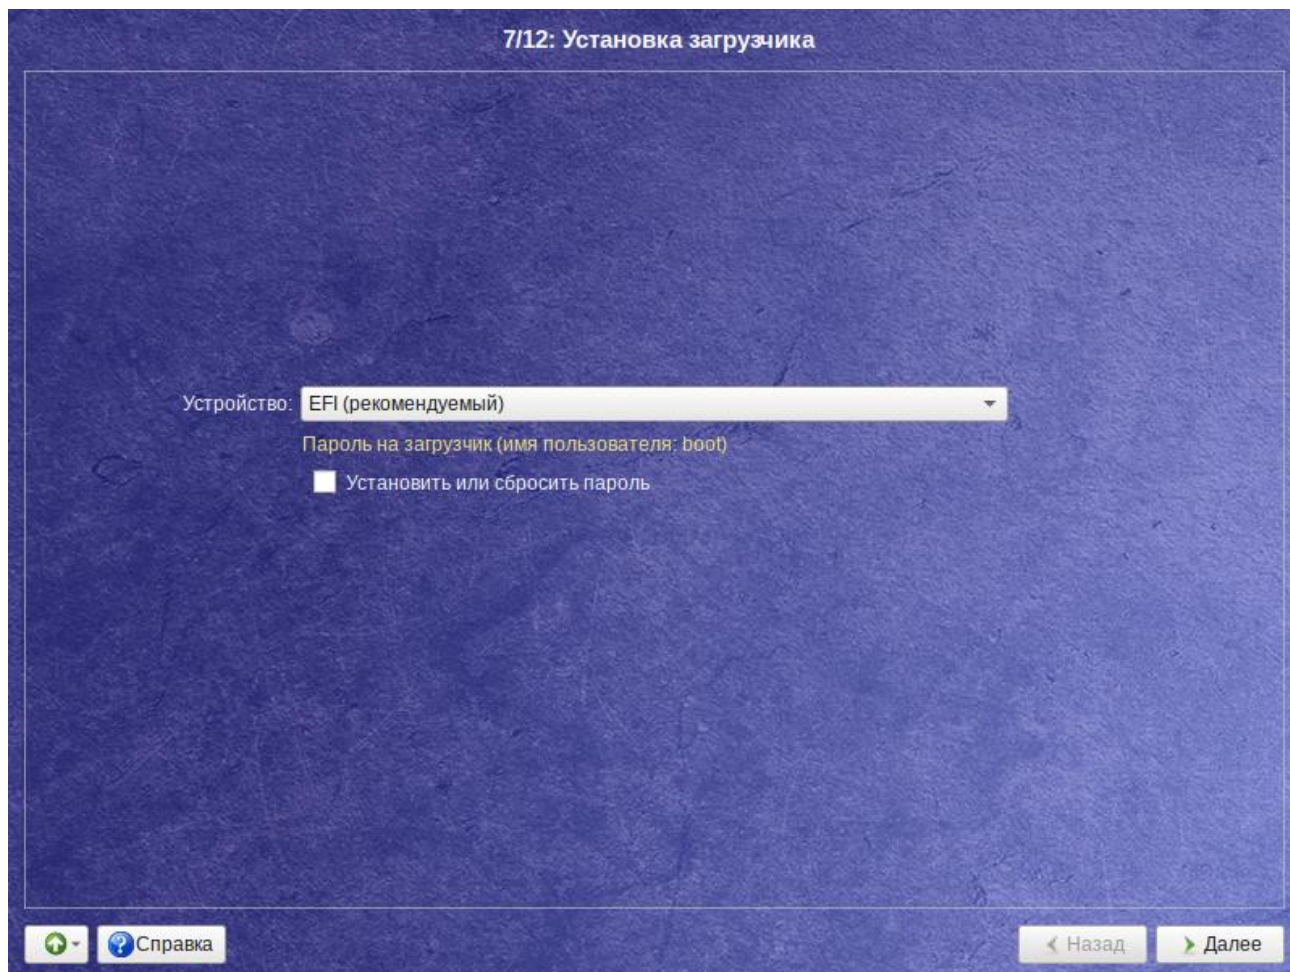 7/12: Установка загрузчика
Устройство: EFI (рекомендуемый)
Пароль на загрузчик (имя пользователя: boot)
Установить или сбросить пароль
Справка Назад Далее